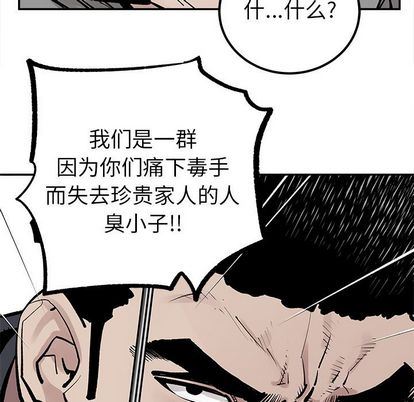 什...什么?
我们是一群
因为你们痛下毒手
而失去珍贵家人的人
臭小子!!